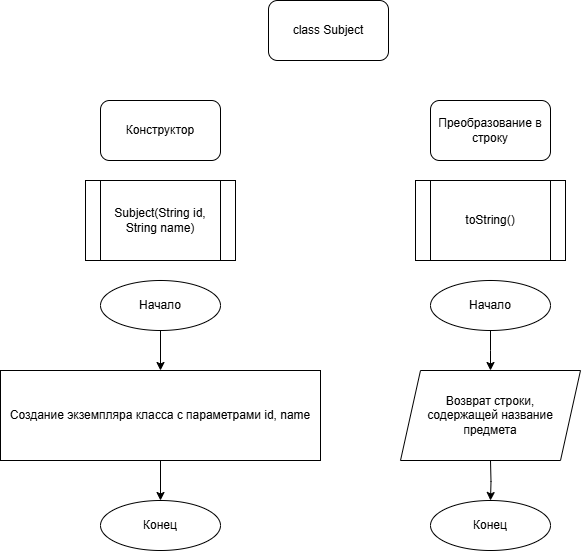 class Subject
Конструктор
Преобразование в
строку
Subject(String id,
String name)
toString()
Начало
Начало
Создание экземпляра класса с параметрами id, name
Возврат строки,
содержащей название
предмета
Конец
Конец